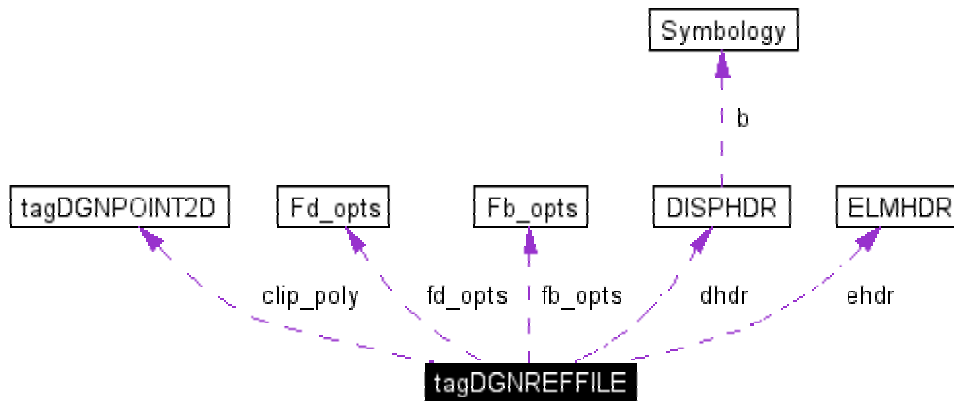 Symbology
b
tagDGNPOINT2D
Fd_opts
Fb_opts
DISPHDR
ELMHDR
clip_poly
fd_opts
fb_opts
dhdr
ehdr
tagDGNREFFILE